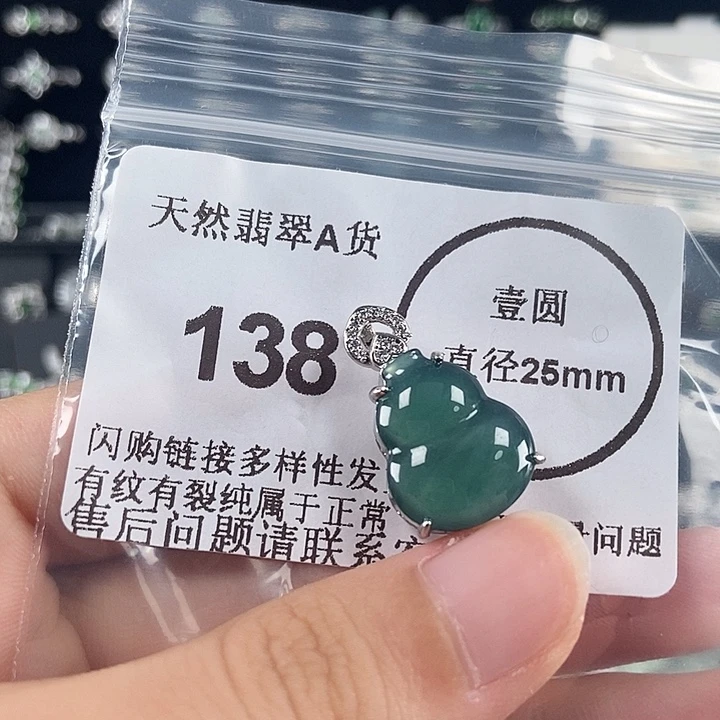 天然翡翠A货
138
壹圆
直径25mm
闪购链接多样性发
有纹有裂纯属于正常
售后问题请联系 问题